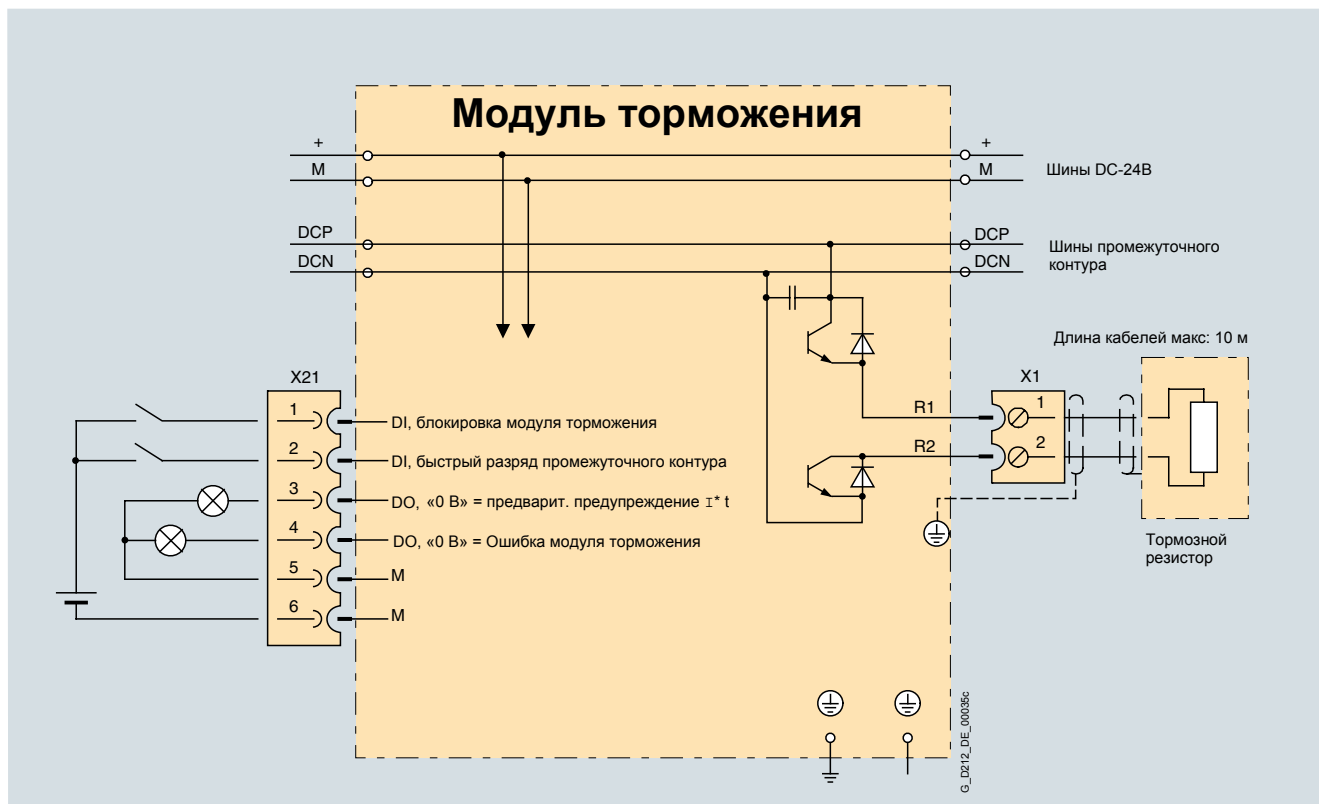 Модуль торможения
+
+
M
M
Шины DC-24В
DCP
DCP
DCN
DCN
Шины промежуточного
контура
Длина кабелей макс: 10 м
X21
X1
1
DI, блокировка модуля торможения
R1
1
2
DI, быстрый разряд промежуточного контура
R2
2
3
DO, «0 В» = предварит. предупреждение I* t
4
DO, «0 В» = Ошибка модуля торможения
Тормозной
резистор
5
M
6
M
G_D212_DE_00035c